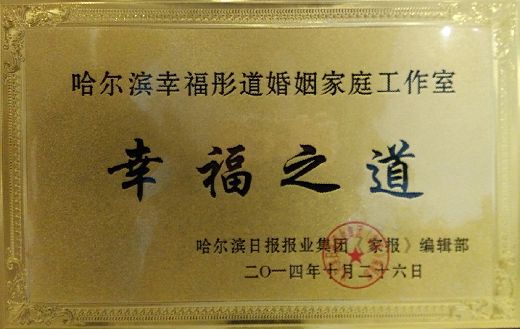 哈尔滨幸福彤道婚姻家庭工作室
幸福之道
哈尔滨日报报业集团《家报》编辑部
二〇一四年十月二十六日